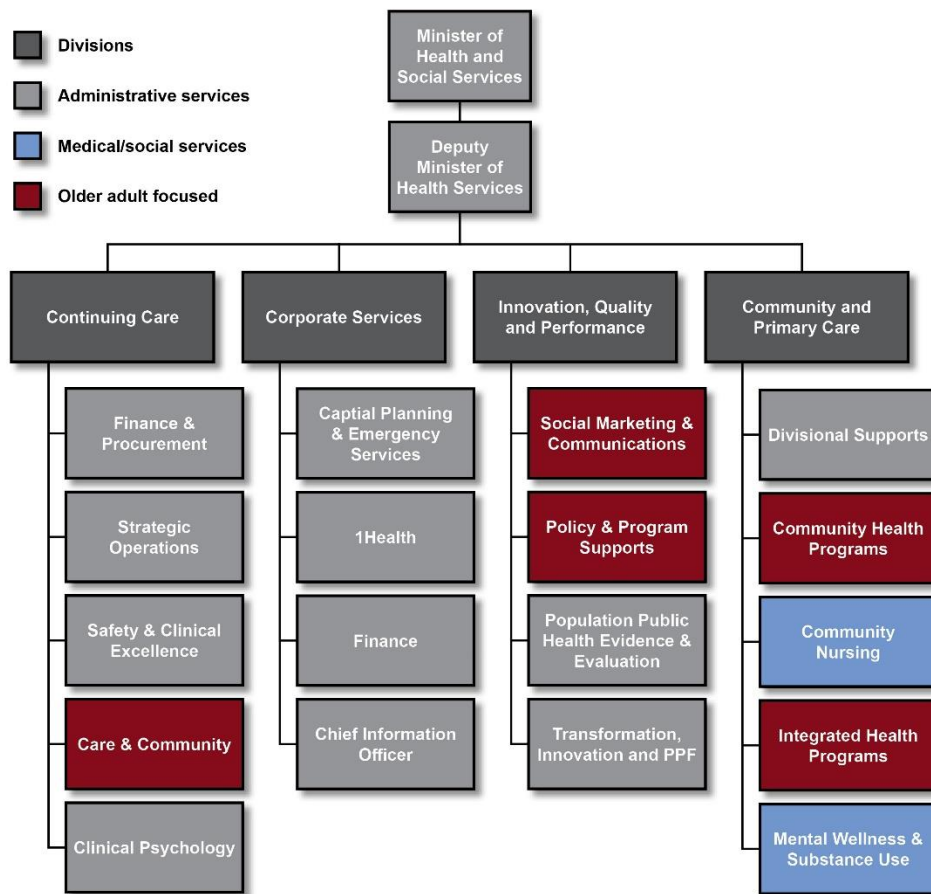 Divisions
Administrative services
Medical/social services
Older adult focused
Minister of
Health and
Social Services
Deputy
Minister of
Health Services
Continuing Care
Finance &
Procurement
Strategic
Operations
Safety & Clinical
Excellence
Care & Community
Clinical Psychology
Corporate Services
Captial Planning
& Emergency
Services
1Health
Finance
Chief Information
Officer
Innovation, Quality
and Performance
Social Marketing &
Communications
Policy & Program
Supports
Population Public
Health Evidence &
Evaluation
Transformation,
Innovation and PPF
Community and
Primary Care
Divisional Supports
Community Health
Programs
Community
Nursing
Integrated Health
Programs
Mental Wellness &
Substance Use